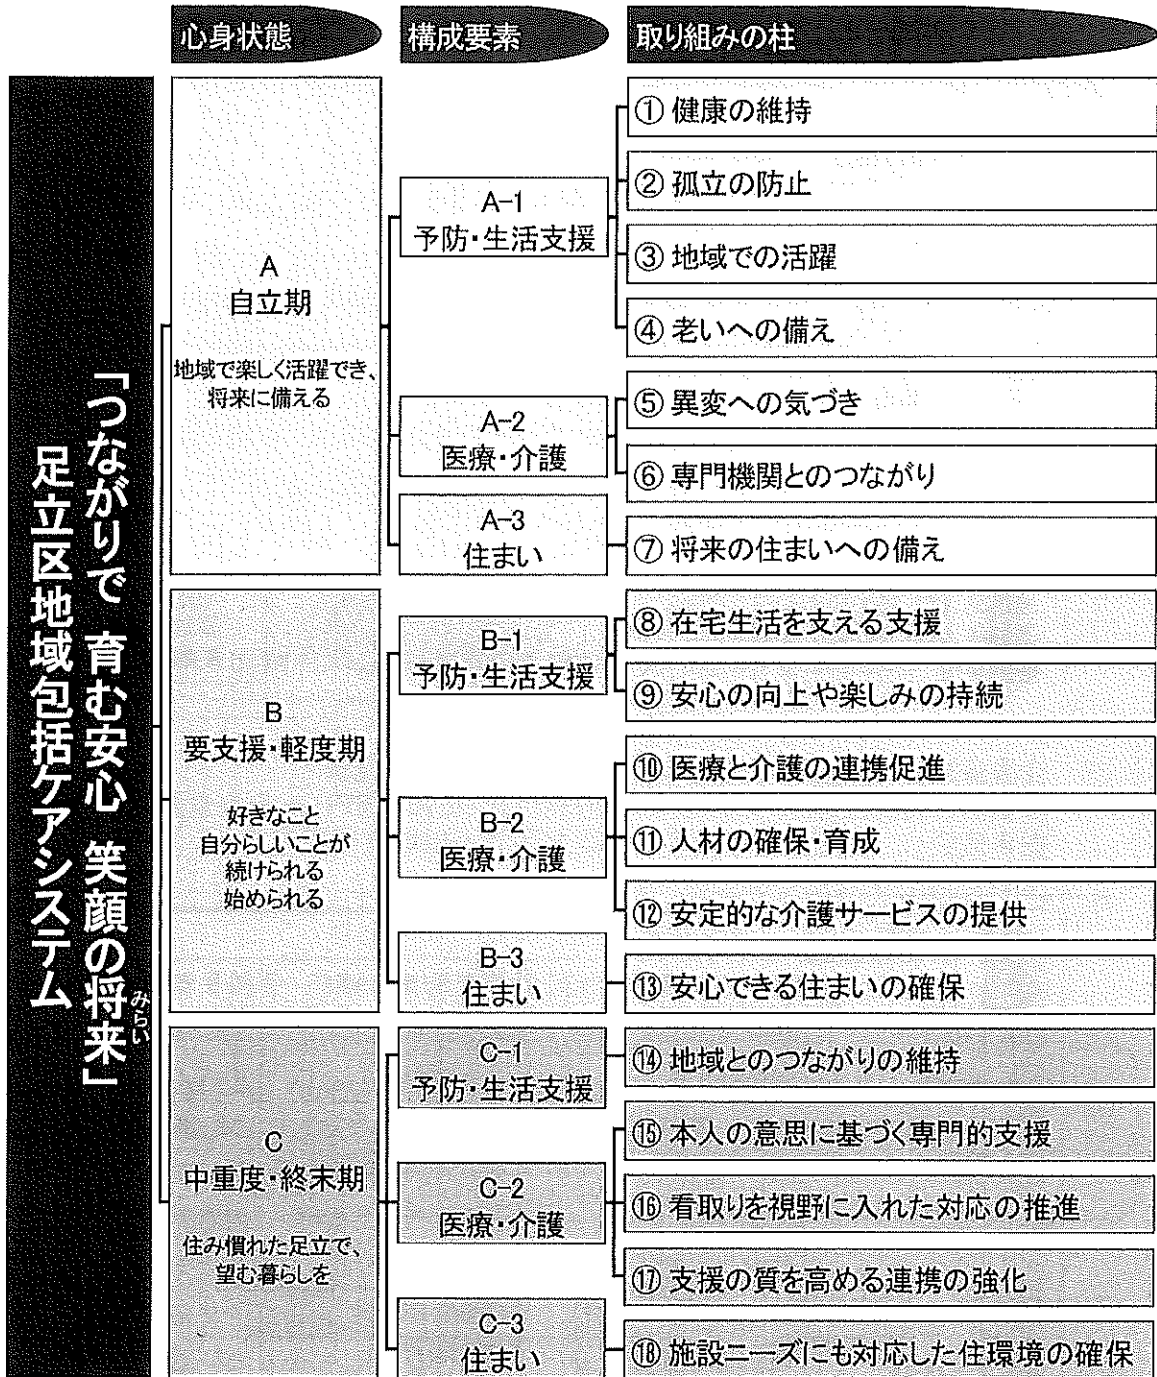 心身状態
構成要素
取り組みの柱
「つながりで 育む安心 笑顔の将来」
みらい
足立区地域包括ケアシステム
A
自立期
地域で楽しく活躍でき、
将来に備える
A-1
予防・生活支援
① 健康の維持
② 孤立の防止
③ 地域での活躍
④ 老いへの備え
A-2
医療・介護
⑤ 異変への気づき
⑥ 専門機関とのつながり
A-3
住まい
⑦ 将来の住まいへの備え
B
要支援・軽度期
好きなこと
自分らしいことが
続けられる
始められる
B-1
予防・生活支援
⑧ 在宅生活を支える支援
⑨ 安心の向上や楽しみの持続
B-2
医療・介護
⑩ 医療と介護の連携促進
⑪ 人材の確保・育成
⑫ 安定的な介護サービスの提供
B-3
住まい
⑬ 安心できる住まいの確保
C
中重度・終末期
住み慣れた足立で、
望む暮らしを
C-1
予防・生活支援
⑭ 地域とのつながりの維持
C-2
医療・介護
⑮ 本人の意思に基づく専門的支援
⑯ 看取りを視野に入れた対応の推進
⑰ 支援の質を高める連携の強化
C-3
住まい
⑱ 施設ニーズにも対応した住環境の確保